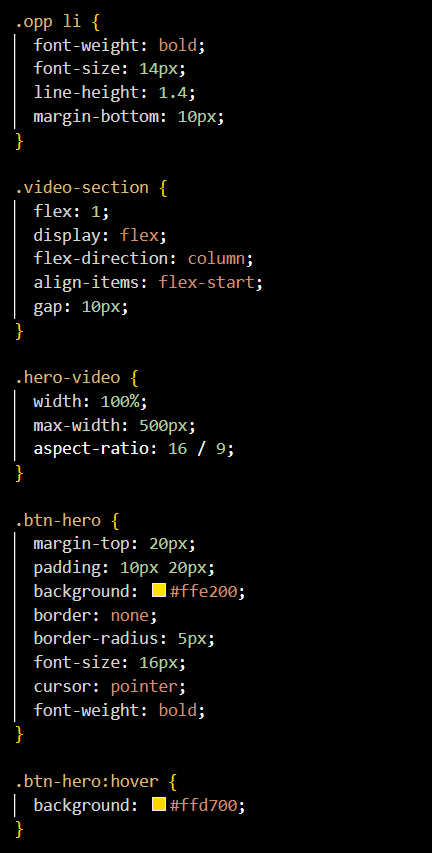 .opp li {
font-weight: bold;
font-size: 14px;
line-height: 1.4;
margin-bottom: 10px;
}
.video-section {
flex: 1;
display: flex;
flex-direction: column;
align-items: flex-start;
gap: 10px;
}
.hero-video {
width: 100%;
max-width: 500px;
aspect-ratio: 16 / 9;
}
.btn-hero {
margin-top: 20px;
padding: 10px 20px;
background: #ffe200;
border: none;
border-radius: 5px;
font-size: 16px;
cursor: pointer;
font-weight: bold;
}
.btn-hero:hover {
background: #ffd700;
}